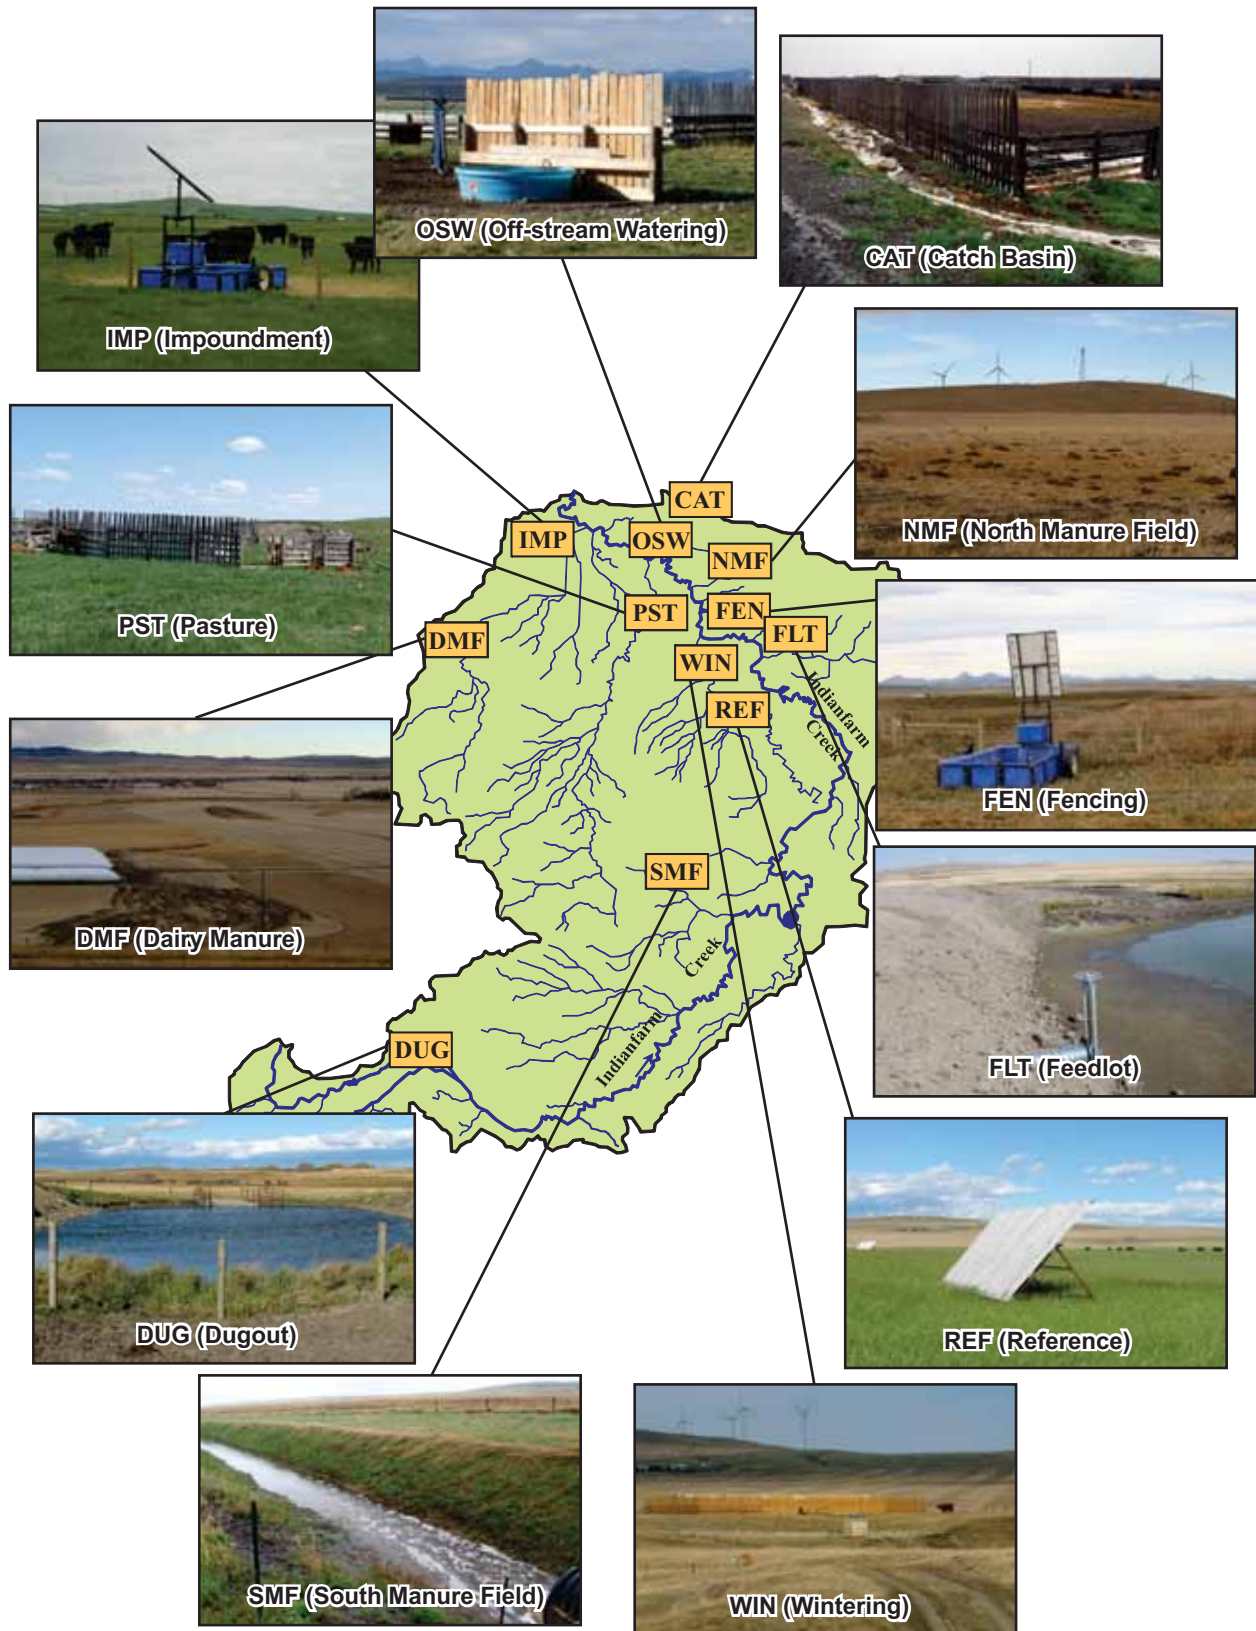 OSW (Off-stream Watering)
CAT (Catch Basin)
IMP (Impoundment)
NMF (North Manure Field)
PST (Pasture)
CAT
IMP
OSW
NMF
PST
FEN
DMF
FLT
WIN
REF
Indianfarm
Creek
FEN (Fencing)
SMF
DMF (Dairy Manure)
Creek
Indianfarm
DUG
FLT (Feedlot)
DUG (Dugout)
REF (Reference)
SMF (South Manure Field)
WIN (Wintering)